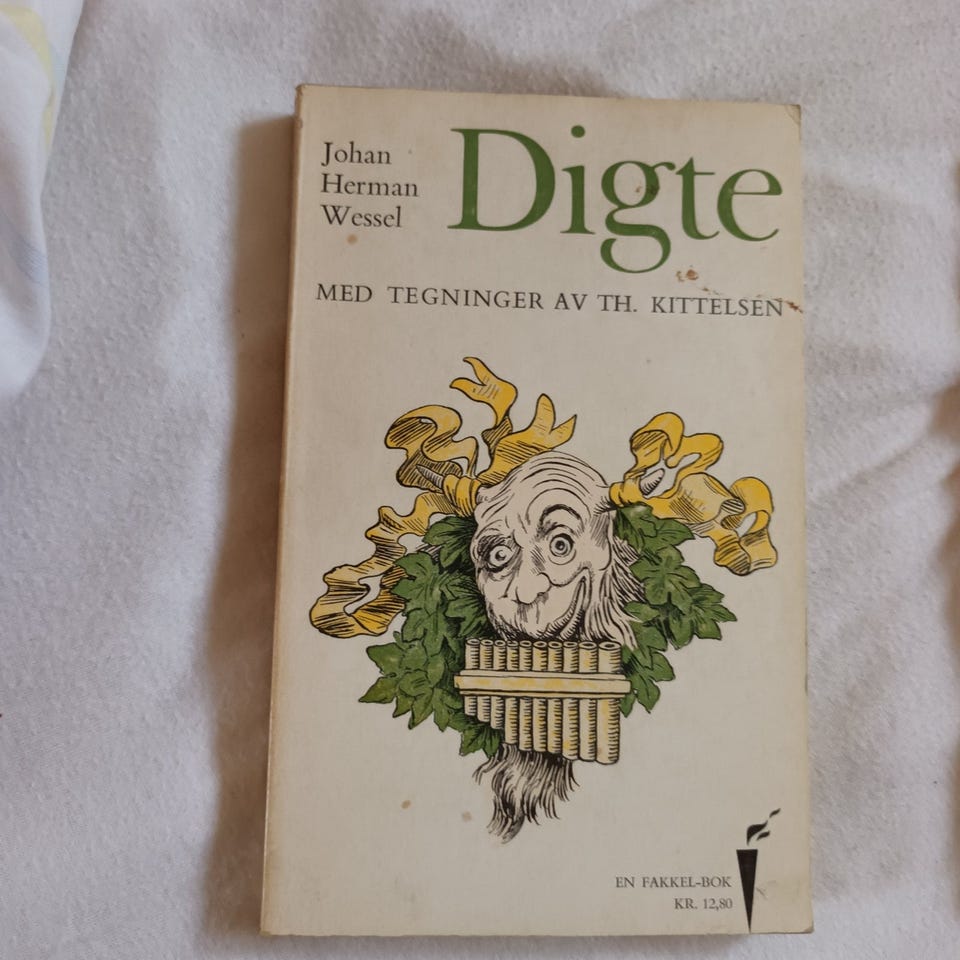 Johan
Herman
Wessel
Digte
MED TEGNINGER AV TH. KITTELSEN
EN FAKKEL-BOK
KR. 12,80